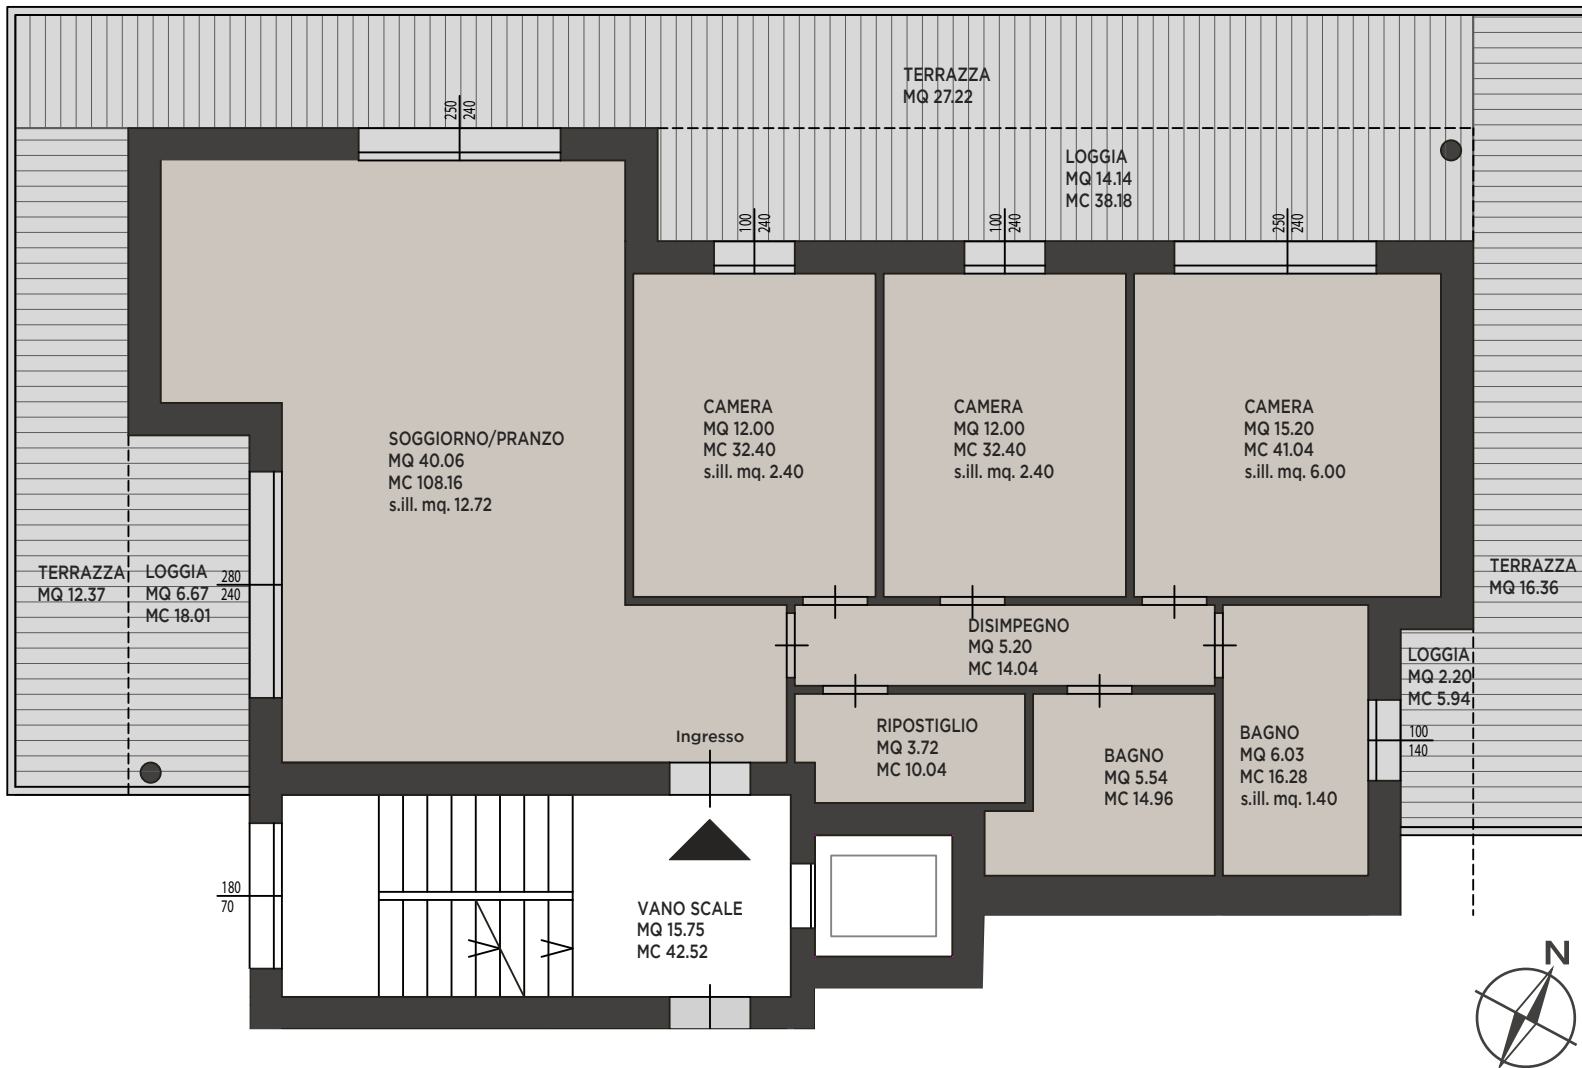 TERRAZZA
MQ 27.22
250
240
LOGGIA
MQ 14.14
MC 38.18
100
240
100
240
250
240
CAMERA
MQ 12.00
MC 32.40
s.ill. mq. 2.40
CAMERA
MQ 12.00
MC 32.40
s.ill. mq. 2.40
CAMERA
MQ 15.20
MC 41.04
s.ill. mq. 6.00
SOGGIORNO/PRANZO
MQ 40.06
MC 108.16
s.ill. mq. 12.72
TERRAZZA
MQ 12.37
LOGGIA
MQ 6.67
MC 18.01
280
240
TERRAZZA
MQ 16.36
DISIMPEGNO
MQ 5.20
MC 14.04
LOGGIA
MQ 2.20
MC 5.94
100
140
RIPOSTIGLIO
MQ 3.72
MC 10.04
Ingresso
BAGNO
MQ 5.54
MC 14.96
BAGNO
MQ 6.03
MC 16.28
s.ill. mq. 1.40
180
70
VANO SCALE
MQ 15.75
MC 42.52
N